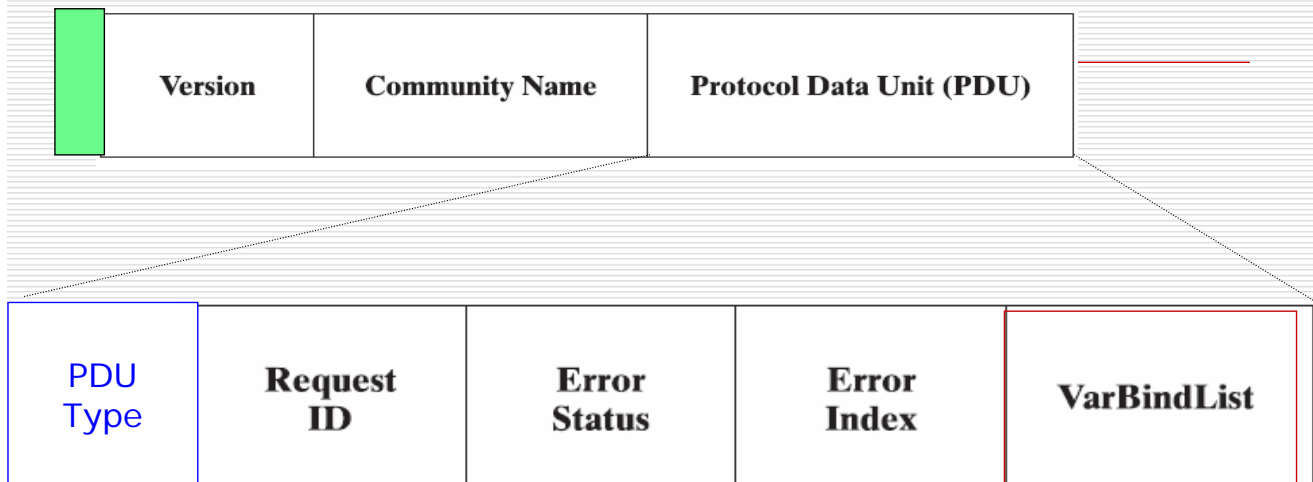 Version
Community Name
Protocol Data Unit (PDU)
PDU
Type
Request
ID
Error
Status
Error
Index
VarBindList